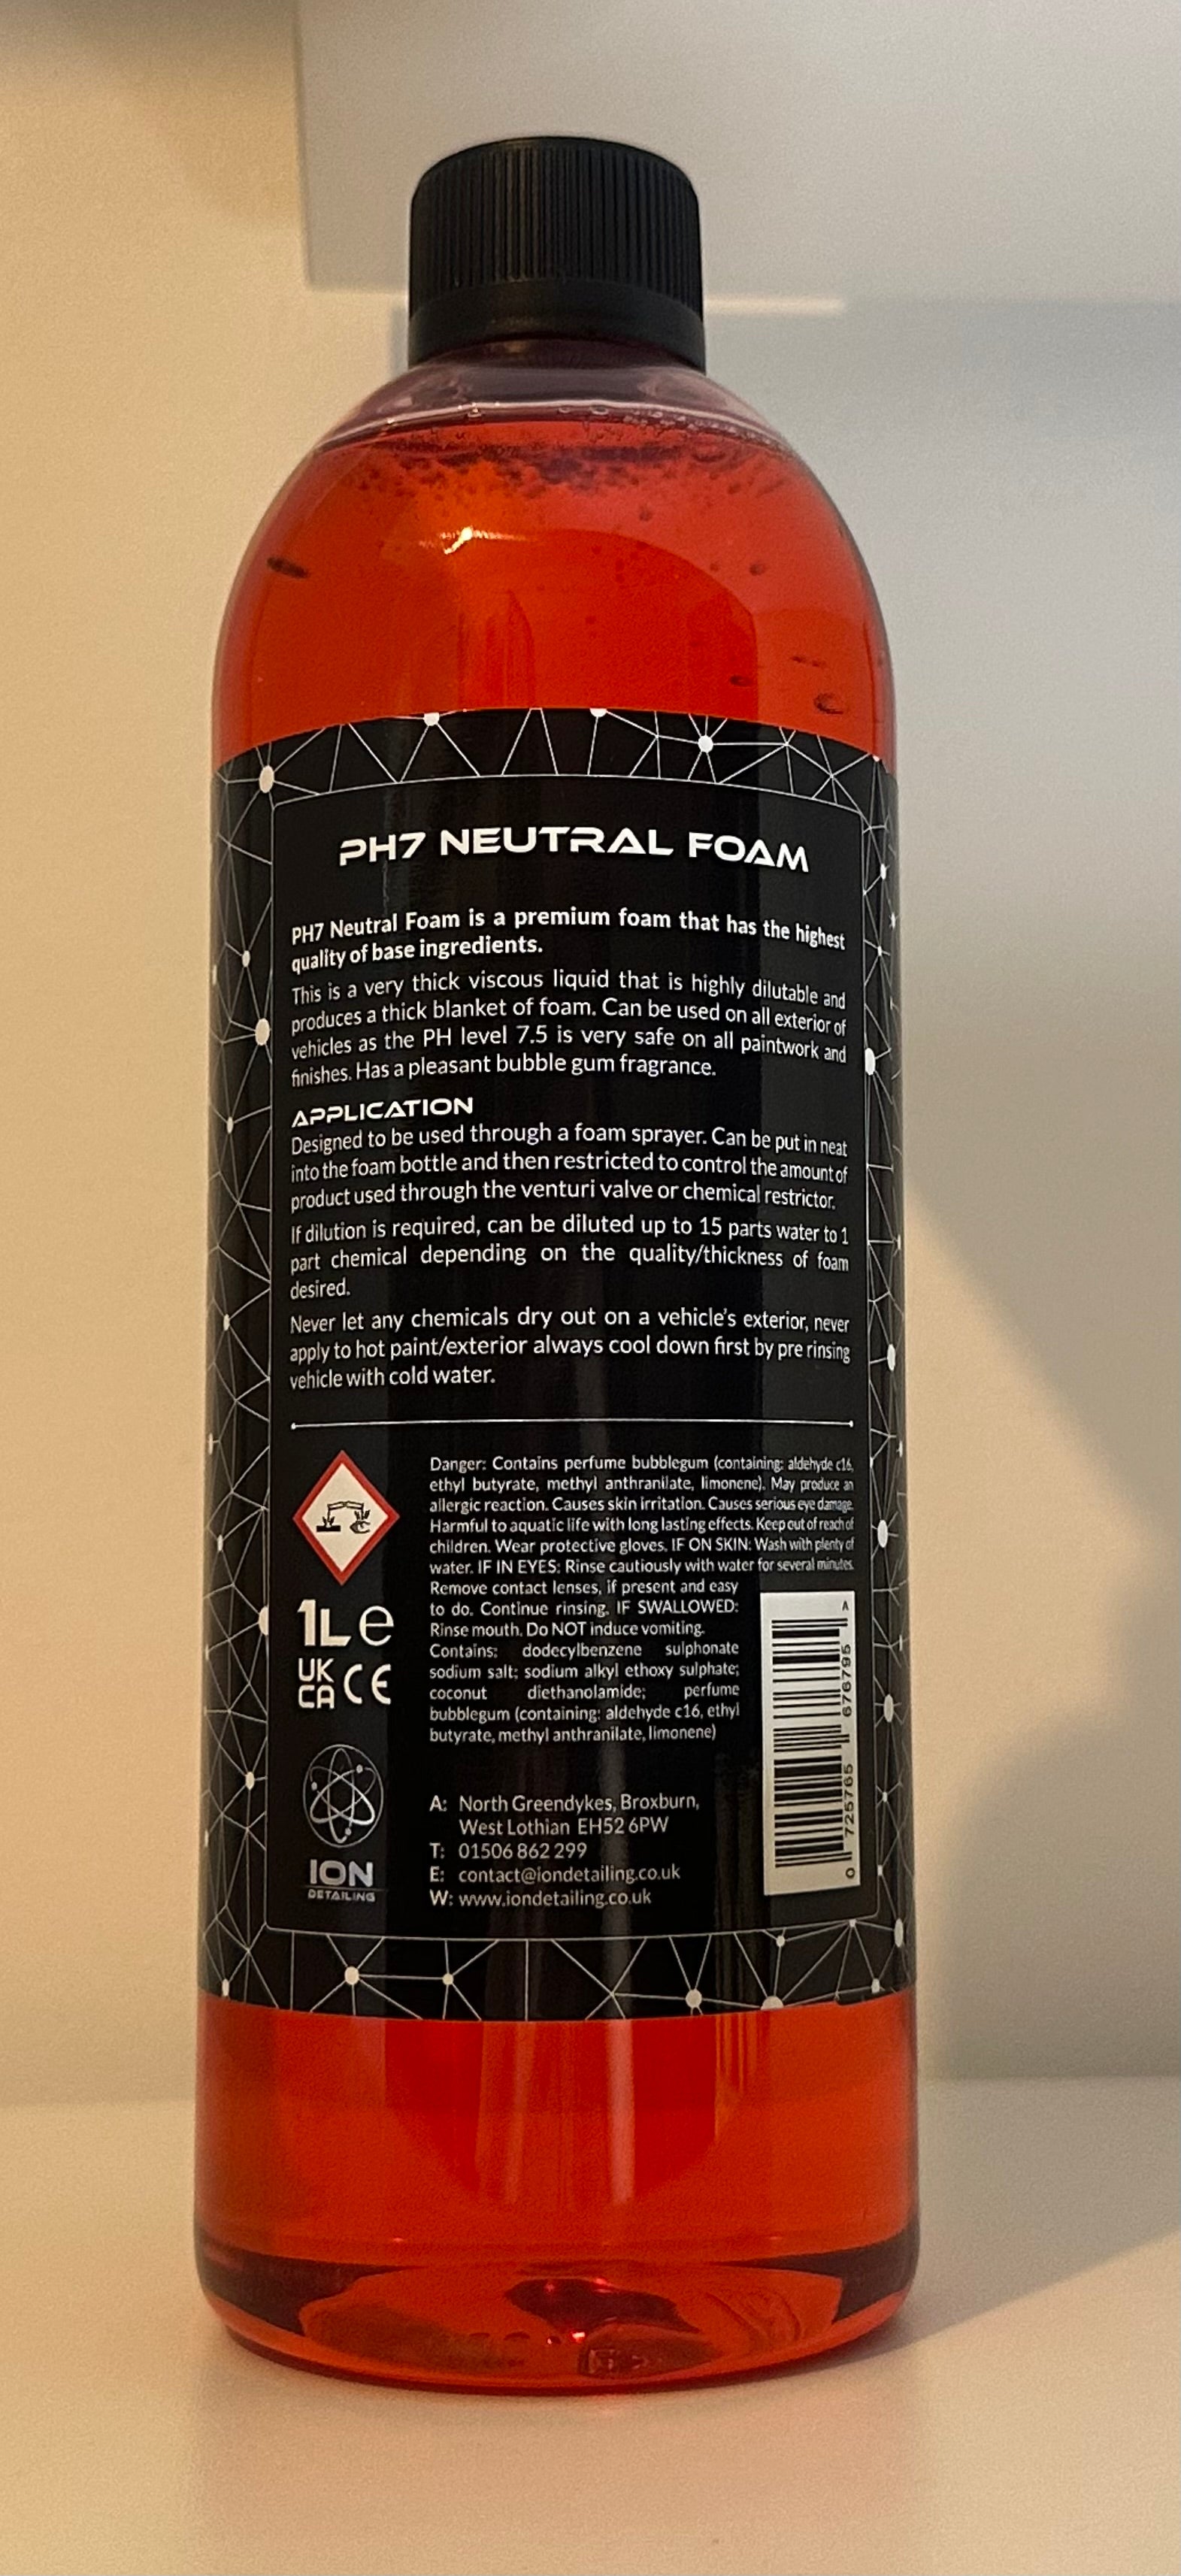 PH7 NEUTRAL FOAM
PH7 Neutral Foam is a premium foam that has the highest
quality of base ingredients.
This is a very thick viscous liquid that is highly dilutable and
produces a thick blanket of foam. Can be used on all exterior of
vehicles as the PH level 7.5 is very safe on all paintwork and
finishes. Has a pleasant bubble gum fragrance.
APPLICATION
Designed to be used through a foam sprayer. Can be put in neat
into the foam bottle and then restricted to control the amount of
product used through the venturi valve or chemical restrictor.
If dilution is required, can be diluted up to 15 parts water to 1
part chemical depending on the quality/thickness of foam
desired.
Never let any chemicals dry out on a vehicle's exterior, never
apply to hot paint/exterior always cool down first by pre rinsing
vehicle with cold water.
Danger: Contains perfume bubblegum (containing: aldehyde c16,
ethyl butyrate, methyl anthranilate, limonene). May produce an
allergic reaction. Causes skin irritation. Causes serious eye damage.
Harmful to aquatic life with long lasting effects. Keep out of reach of
children. Wear protective gloves. IF ON SKIN: Wash with plenty of
water. IF IN EYES: Rinse cautiously with water for several minutes.
Remove contact lenses, if present and easy
to do. Continue rinsing. IF SWALLOWED:
Rinse mouth. Do NOT induce vomiting.
Contains: dodecylbenzene sulphonate
sodium salt; sodium alkyl ethoxy sulphate;
coconut diethanolamide; perfume
bubblegum (containing: aldehyde c16, ethyl
butyrate, methyl anthranilate, limonene)
1L e
UK
CA CE
ION
DETAILING
A: North Greendykes, Broxburn,
West Lothian EH52 6PW
T: 01506 862 299
E: contact@iondetailing.co.uk
W: www.iondetailing.co.uk
0 725765 676795 A